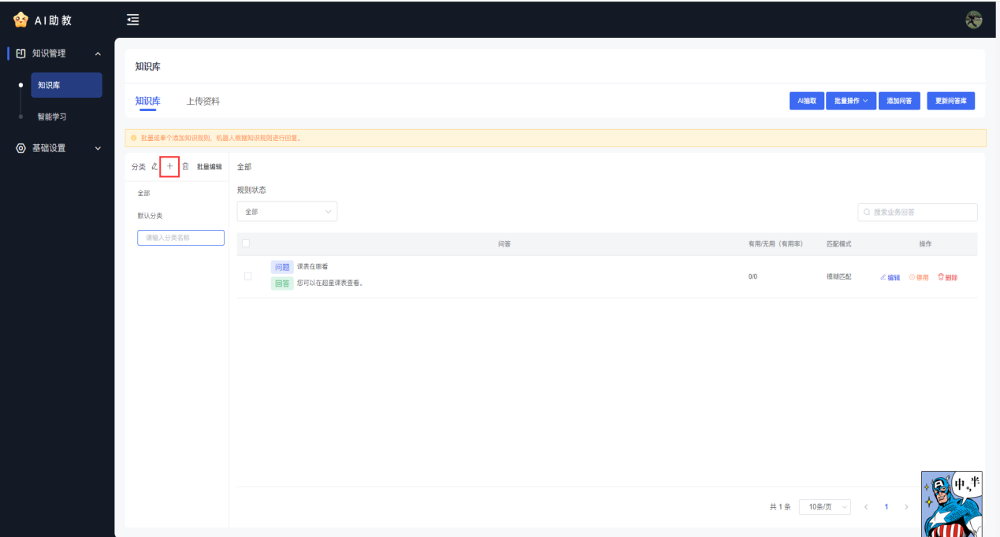 AI助教
知识管理
知识库
智能学习
基础设置
知识库
知识库 上传资料
AI抽取 批量操作 添加问答 更新问答库
批量或单个添加知识规则，机器人根据知识规则进行回复。
分类 批量编辑
全部
默认分类
请输入分类名称
全部
规则状态
全部
搜索业务回答
问答 有用/无用（有用率） 匹配模式 操作
问题 课表在哪看
回答 您可以在超星课表查看。
0/0 模糊匹配 编辑 停用 删除
共 1 条 10条/页 1
中 半